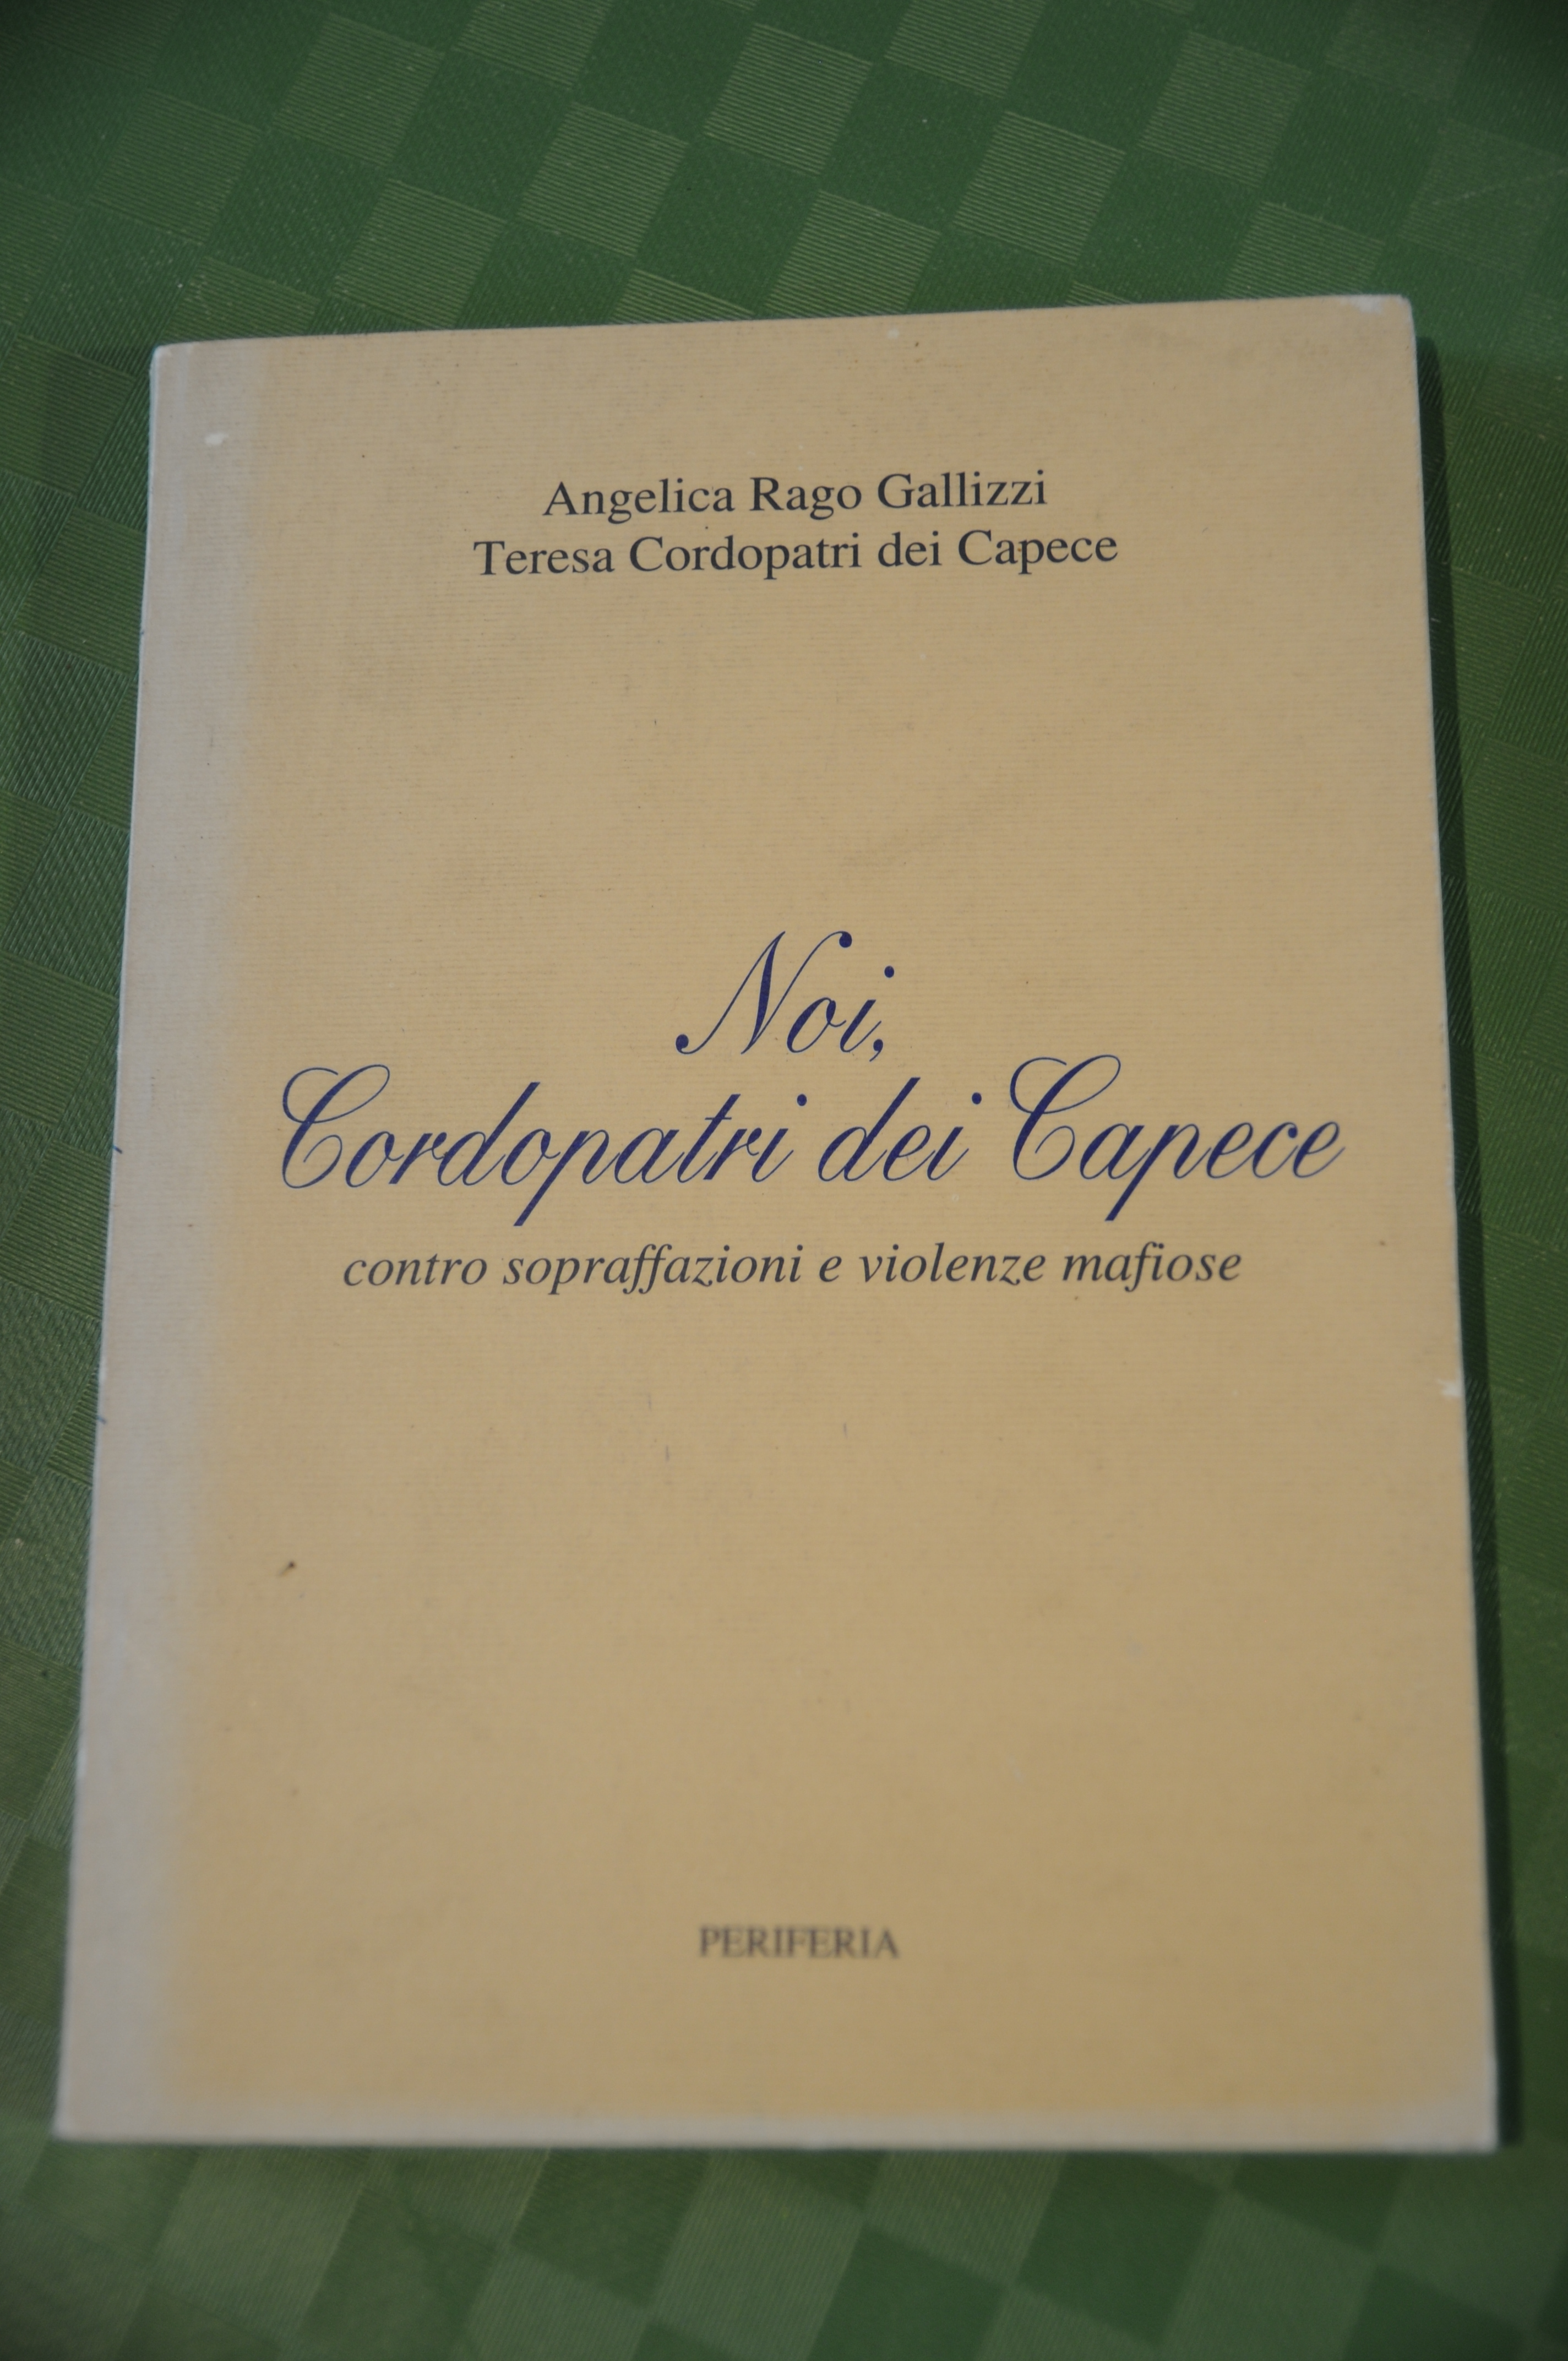 Angelica Rago Gallizzi
Teresa Cordopatri dei Capece
Noi,
Cordopatri dei Capece
contro sopraffazioni e violenze mafiose
PERIFERIA